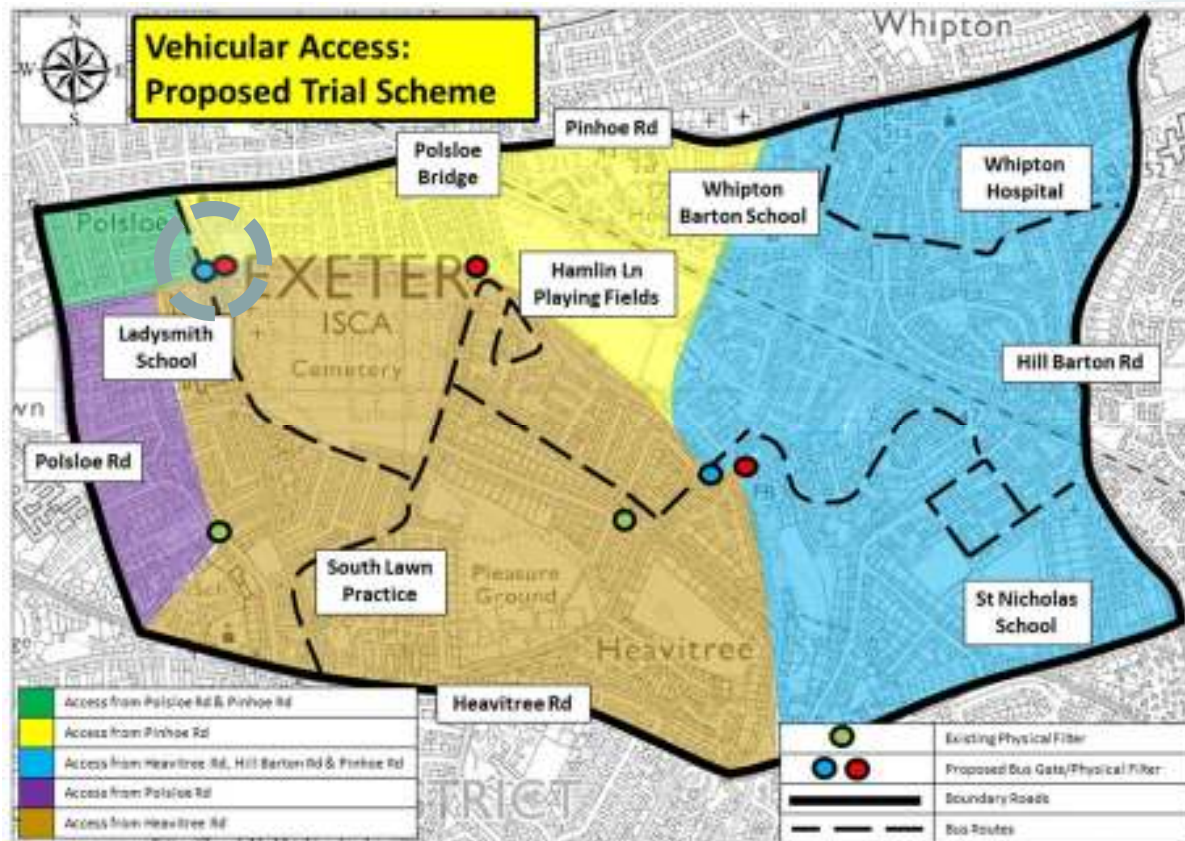 Whipton
N
W
E
S
Vehicular Access:
Proposed Trial Scheme
Pinhoe Rd
Polsloe
Bridge
Whipton
Barton School
Whipton
Hospital
Polsloe
EXETER
ISCA
Cemetery
Hamlin Ln
Playing Fields
Ladysmith
School
Hill Barton Rd
wn
Polsloe Rd
FB
South Lawn
Practice
Pleasure
Ground
Sch
St Nicholas
School
Heavitree
Heavitree Rd
TRICT
Access from Polsloe Rd & Pinhoe Rd
Access from Pinhoe Rd
Access from Heavitree Rd, Hill Barton Rd & Pinhoe Rd
Access from Polsloe Rd
Access from Heavitree Rd
Existing Physical Filter
Proposed Bus Gate/Physical Filter
Boundary Roads
Bus Routes